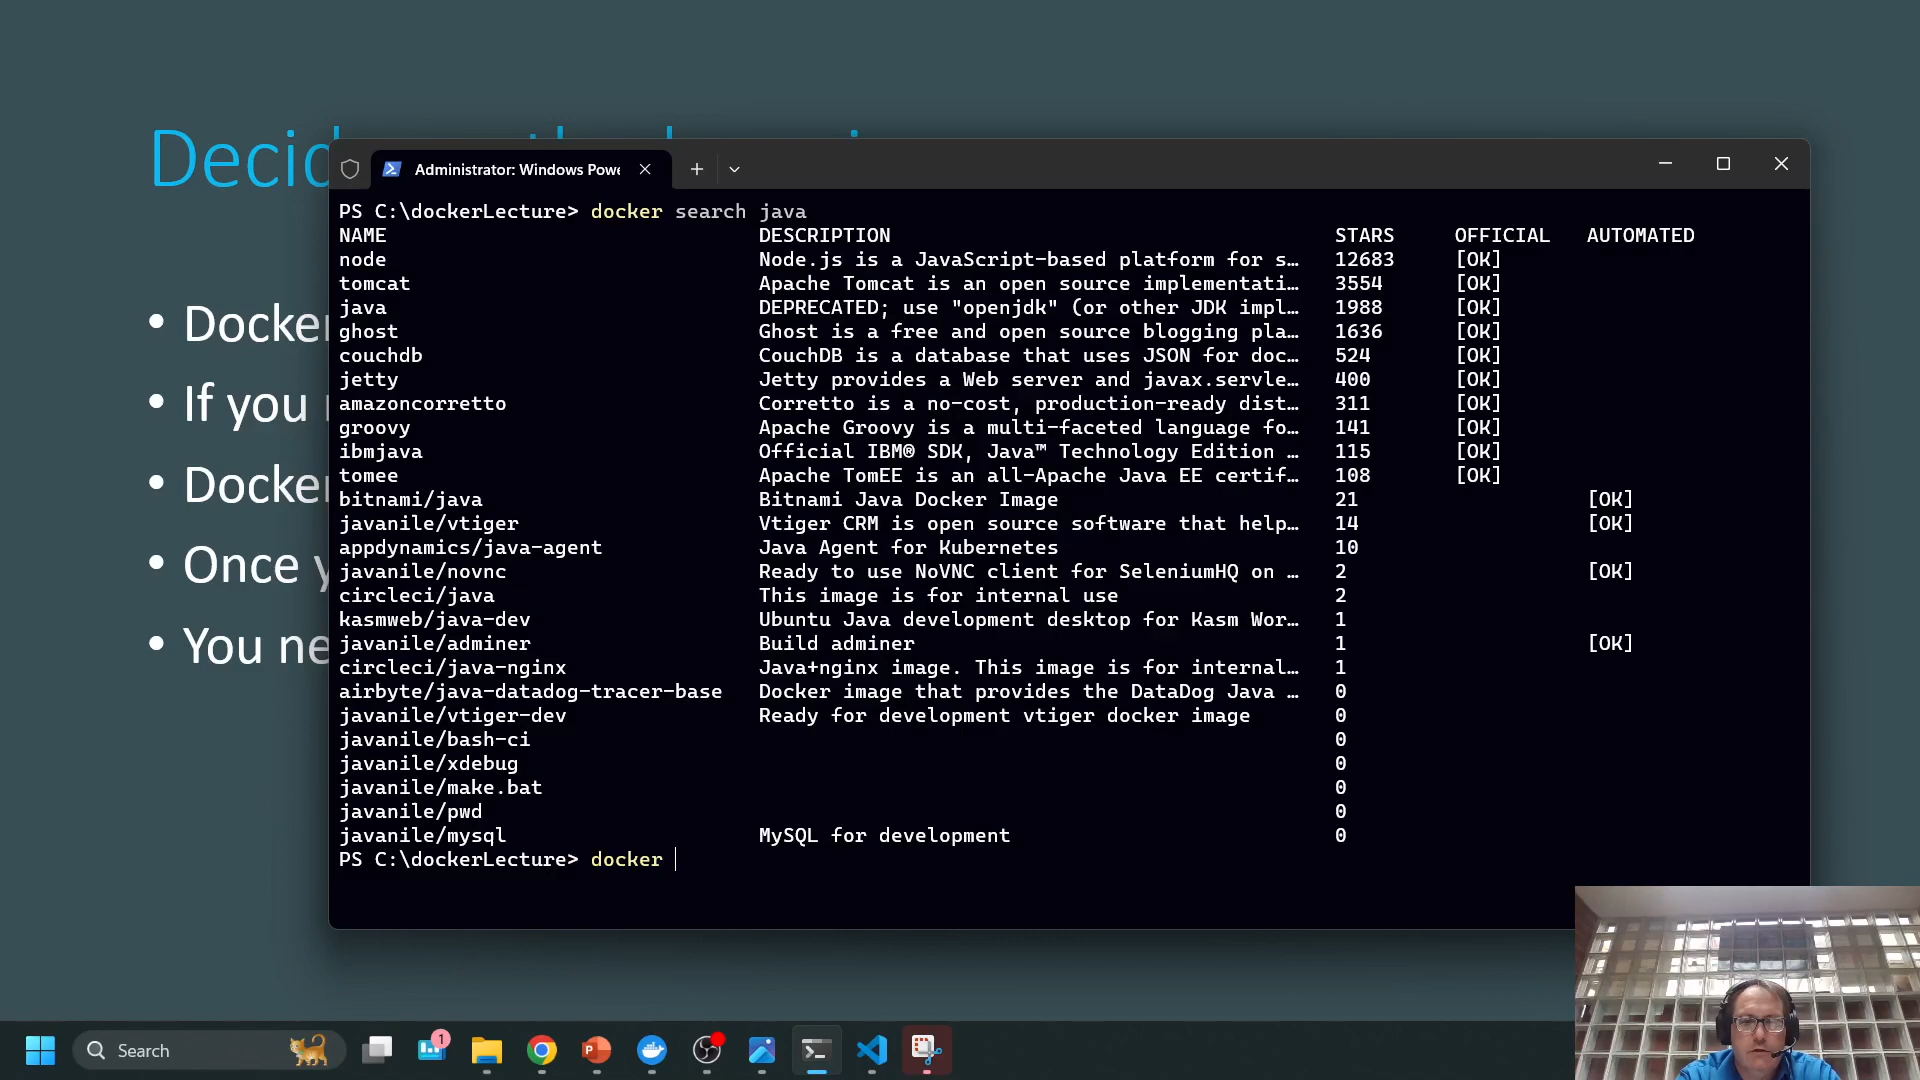 Decid
• Docker
• If you
• Docker
• Once y
• You ne
Administrator: Windows Powe
PS C:\dockerLecture> docker search java
NAME DESCRIPTION STARS OFFICIAL AUTOMATED
node Node.js is a JavaScript-based platform for s… 12683 [OK]
tomcat Apache Tomcat is an open source implementati… 3554 [OK]
java DEPRECATED; use "openjdk" (or other JDK impl… 1988 [OK]
ghost Ghost is a free and open source blogging pla… 1636 [OK]
couchdb CouchDB is a database that uses JSON for doc… 524 [OK]
jetty Jetty provides a Web server and javax.servle… 400 [OK]
amazoncorretto Corretto is a no-cost, production-ready dist… 311 [OK]
groovy Apache Groovy is a multi-faceted language fo… 141 [OK]
ibmjava Official IBM® SDK, Java™ Technology Edition … 115 [OK]
tomee Apache TomEE is an all-Apache Java EE certif… 108 [OK]
bitnami/java Bitnami Java Docker Image 21 [OK]
javanile/vtiger Vtiger CRM is open source software that help… 14 [OK]
appdynamics/java-agent Java Agent for Kubernetes 10
javanile/novnc Ready to use NoVNC client for SeleniumHQ on … 2 [OK]
circleci/java This image is for internal use 2
kasmweb/java-dev Ubuntu Java development desktop for Kasm Wor… 1
javanile/adminer Build adminer 1 [OK]
circleci/java-nginx Java+nginx image. This image is for internal… 1
airbyte/java-datadog-tracer-base Docker image that provides the DataDog Java … 0
javanile/vtiger-dev Ready for development vtiger docker image 0
javanile/bash-ci 0
javanile/xdebug 0
javanile/make.bat 0
javanile/pwd 0
javanile/mysql MySQL for development 0
PS C:\dockerLecture> docker
Search
1